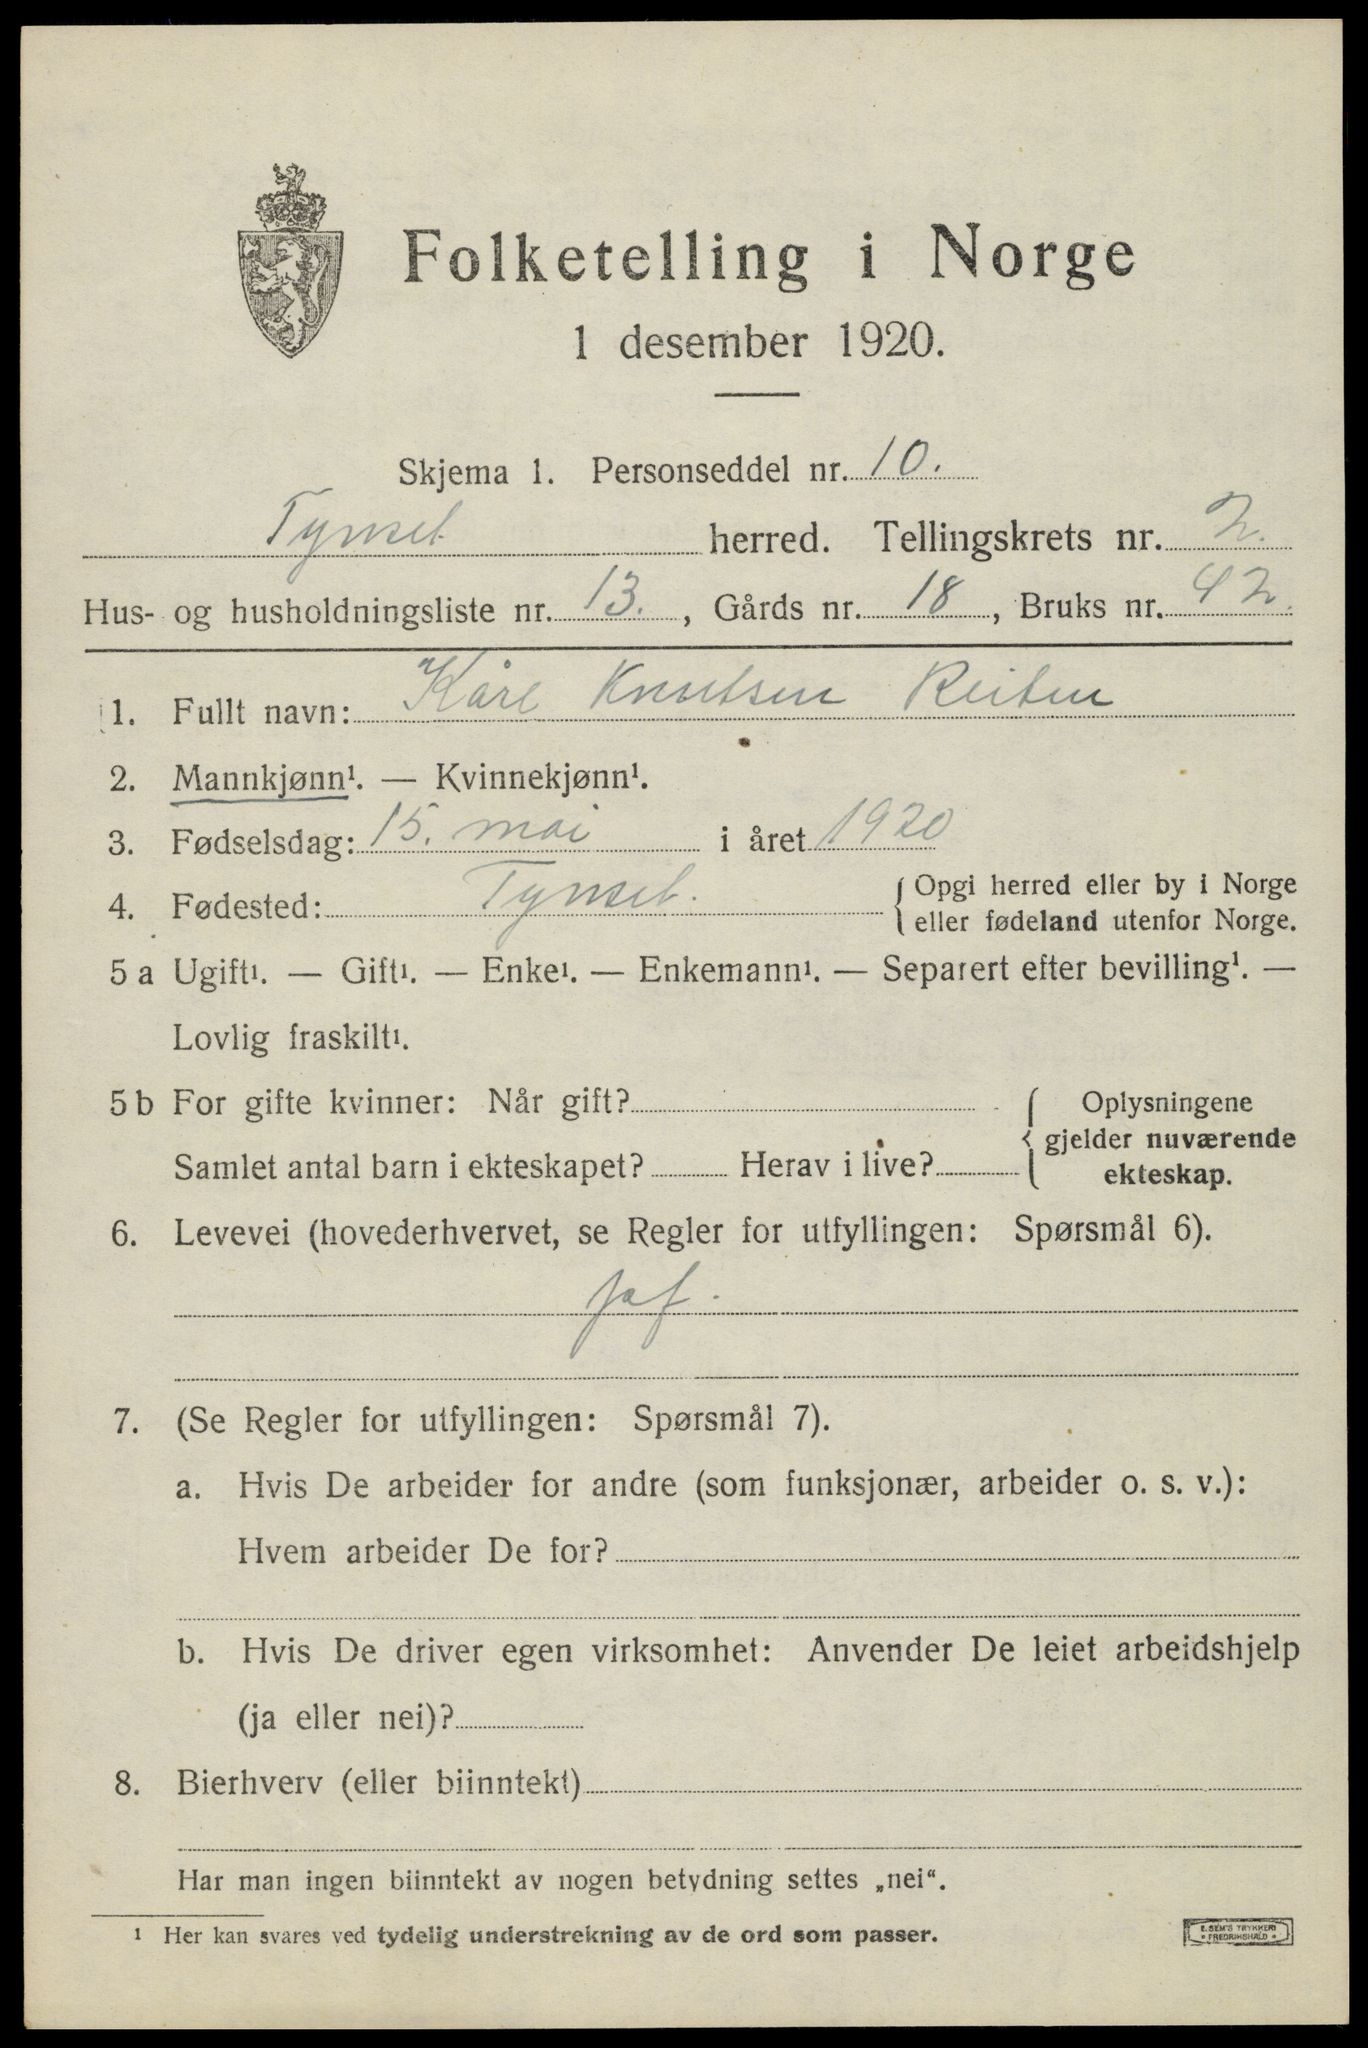 Folketelling i Norge
1 desember 1920.
Skjema 1. Personseddel nr. 10.
Tynset herred. Tellingskrets nr. 2.
Hus- og husholdningsliste nr. 13., Gårds nr. 18, Bruks nr. 42.
1. Fullt navn: Kåre Knutsen Reiten
2. Mannkjønn¹. — Kvinnekjønn¹.
3. Fødselsdag: 15. mai i året 1920
4. Fødested: Tynset. { Opgi herred eller by i Norge
eller fødeland utenfor Norge.
5 a Ugift¹. — Gift¹. — Enke¹. — Enkemann¹. — Separert efter bevilling¹. —
Lovlig fraskilt¹.
5 b For gifte kvinner: Når gift? { Oplysningene
gjelder nuværende
Samlet antal barn i ekteskapet? Herav i live? ekteskap.
6. Levevei (hovederhvervet, se Regler for utfyllingen: Spørsmål 6).
7. (Se Regler for utfyllingen: Spørsmål 7).
a. Hvis De arbeider for andre (som funksjonær, arbeider o. s. v.):
Hvem arbeider De for?
b. Hvis De driver egen virksomhet: Anvender De leiet arbeidshjelp
(ja eller nei)?
8. Bierhverv (eller biinntekt)
Har man ingen biinntekt av nogen betydning settes „nei“.
¹ Her kan svares ved tydelig understrekning av de ord som passer.
E. SEM'S TRYKKERI
FREDRIKSHALD